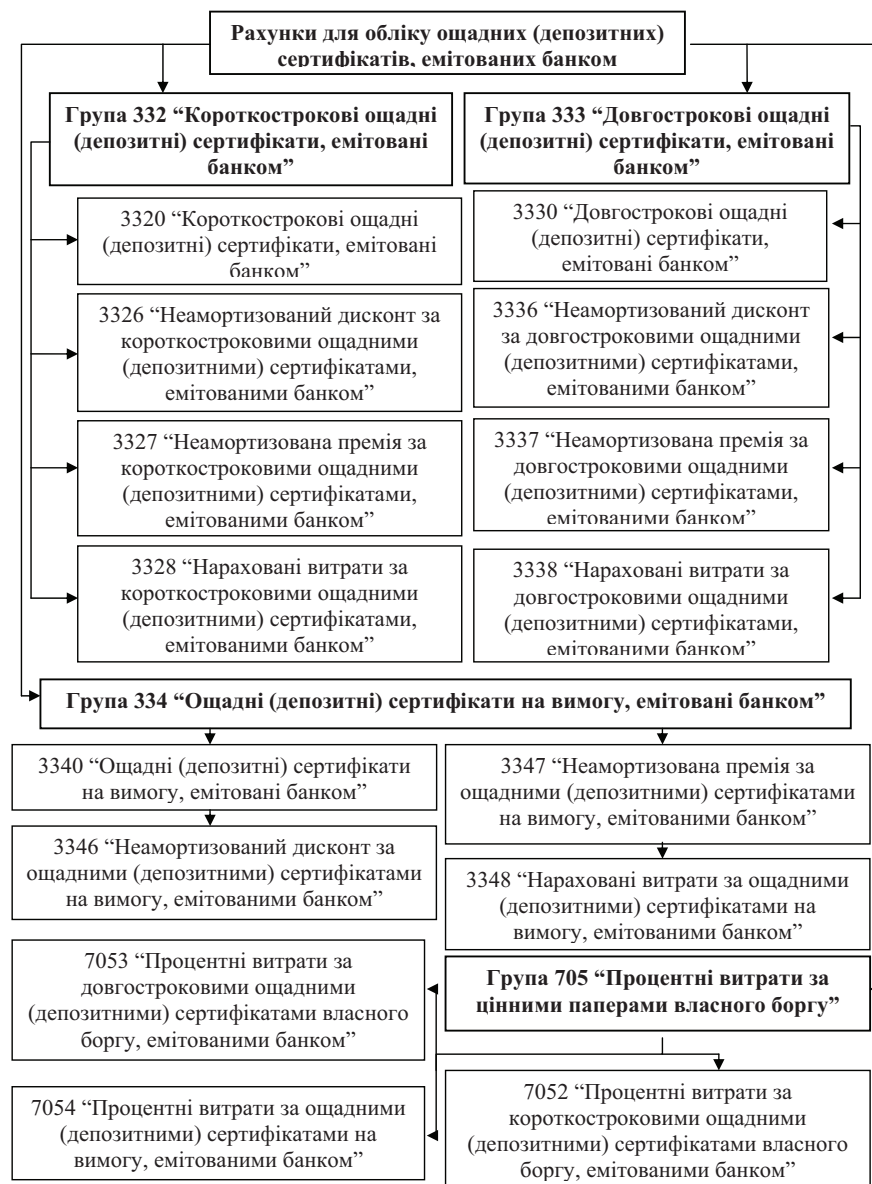 Рахунки для обліку ощадних (депозитних)
сертифікатів, емітованих банком
Група 332 “Короткострокові ощадні
(депозитні) сертифікати, емітовані
банком”
Група 333 “Довгострокові ощадні
(депозитні) сертифікати, емітовані
банком”
3320 “Короткострокові ощадні
(депозитні) сертифікати, емітовані
банком”
3330 “Довгострокові ощадні
(депозитні) сертифікати,
емітовані банком”
3326 “Неамортизований дисконт за
короткостроковими ощадними
(депозитними) сертифікатами,
емітованими банком”
3336 “Неамортизований дисконт
за довгостроковими ощадними
(депозитними) сертифікатами,
емітованими банком”
3327 “Неамортизована премія за
короткостроковими ощадними
(депозитними) сертифікатами,
емітованими банком”
3337 “Неамортизована премія за
довгостроковими ощадними
(депозитними) сертифікатами,
емітованими банком”
3328 “Нараховані витрати за
короткостроковими ощадними
(депозитними) сертифікатами,
емітованими банком”
3338 “Нараховані витрати за
довгостроковими ощадними
(депозитними) сертифікатами,
емітованими банком”
Група 334 “Ощадні (депозитні) сертифікати на вимогу, емітовані банком”
3340 “Ощадні (депозитні) сертифікати
на вимогу, емітовані банком”
3347 “Неамортизована премія за
ощадними (депозитними) сертифікатами
на вимогу, емітованими банком”
3346 “Неамортизований дисконт за
ощадними (депозитними) сертифікатами
на вимогу, емітованими банком”
3348 “Нараховані витрати за ощадними
(депозитними) сертифікатами на
вимогу, емітованими банком”
7053 “Процентні витрати за
довгостроковими ощадними
(депозитними) сертифікатами власного
боргу, емітованими банком”
Група 705 “Процентні витрати за
цінними паперами власного боргу”
7054 “Процентні витрати за ощадними
(депозитними) сертифікатами на
вимогу, емітованими банком”
7052 “Процентні витрати за
короткостроковими ощадними
(депозитними) сертифікатами власного
боргу, емітованими банком”